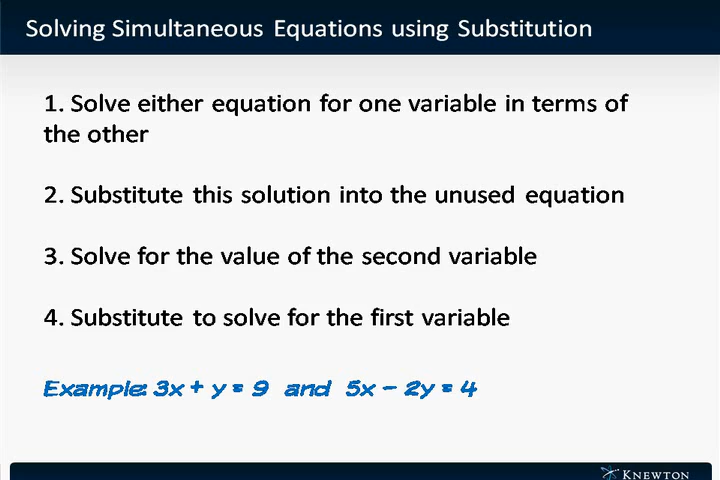 Solving Simultaneous Equations using Substitution
1. Solve either equation for one variable in terms of
the other
2. Substitute this solution into the unused equation
3. Solve for the value of the second variable
4. Substitute to solve for the first variable
Example: 3x + y = 9 and 5x - 2y = 4
KNEWTON